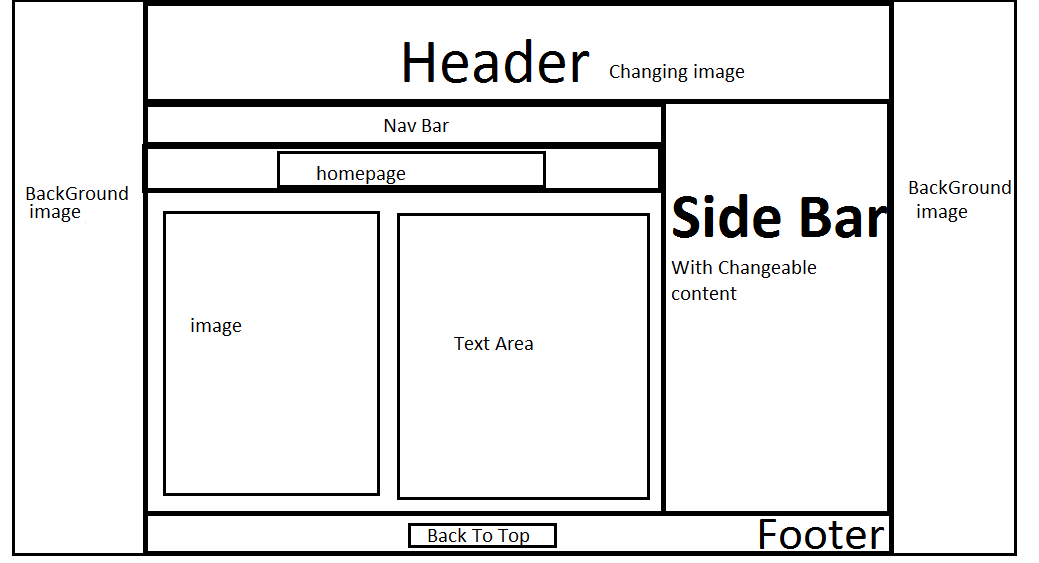 Header
Changing image
Nav Bar
homepage
BackGround
image
image
Text Area
Side Bar
With Changeable
content
BackGround
image
Back To Top
Footer